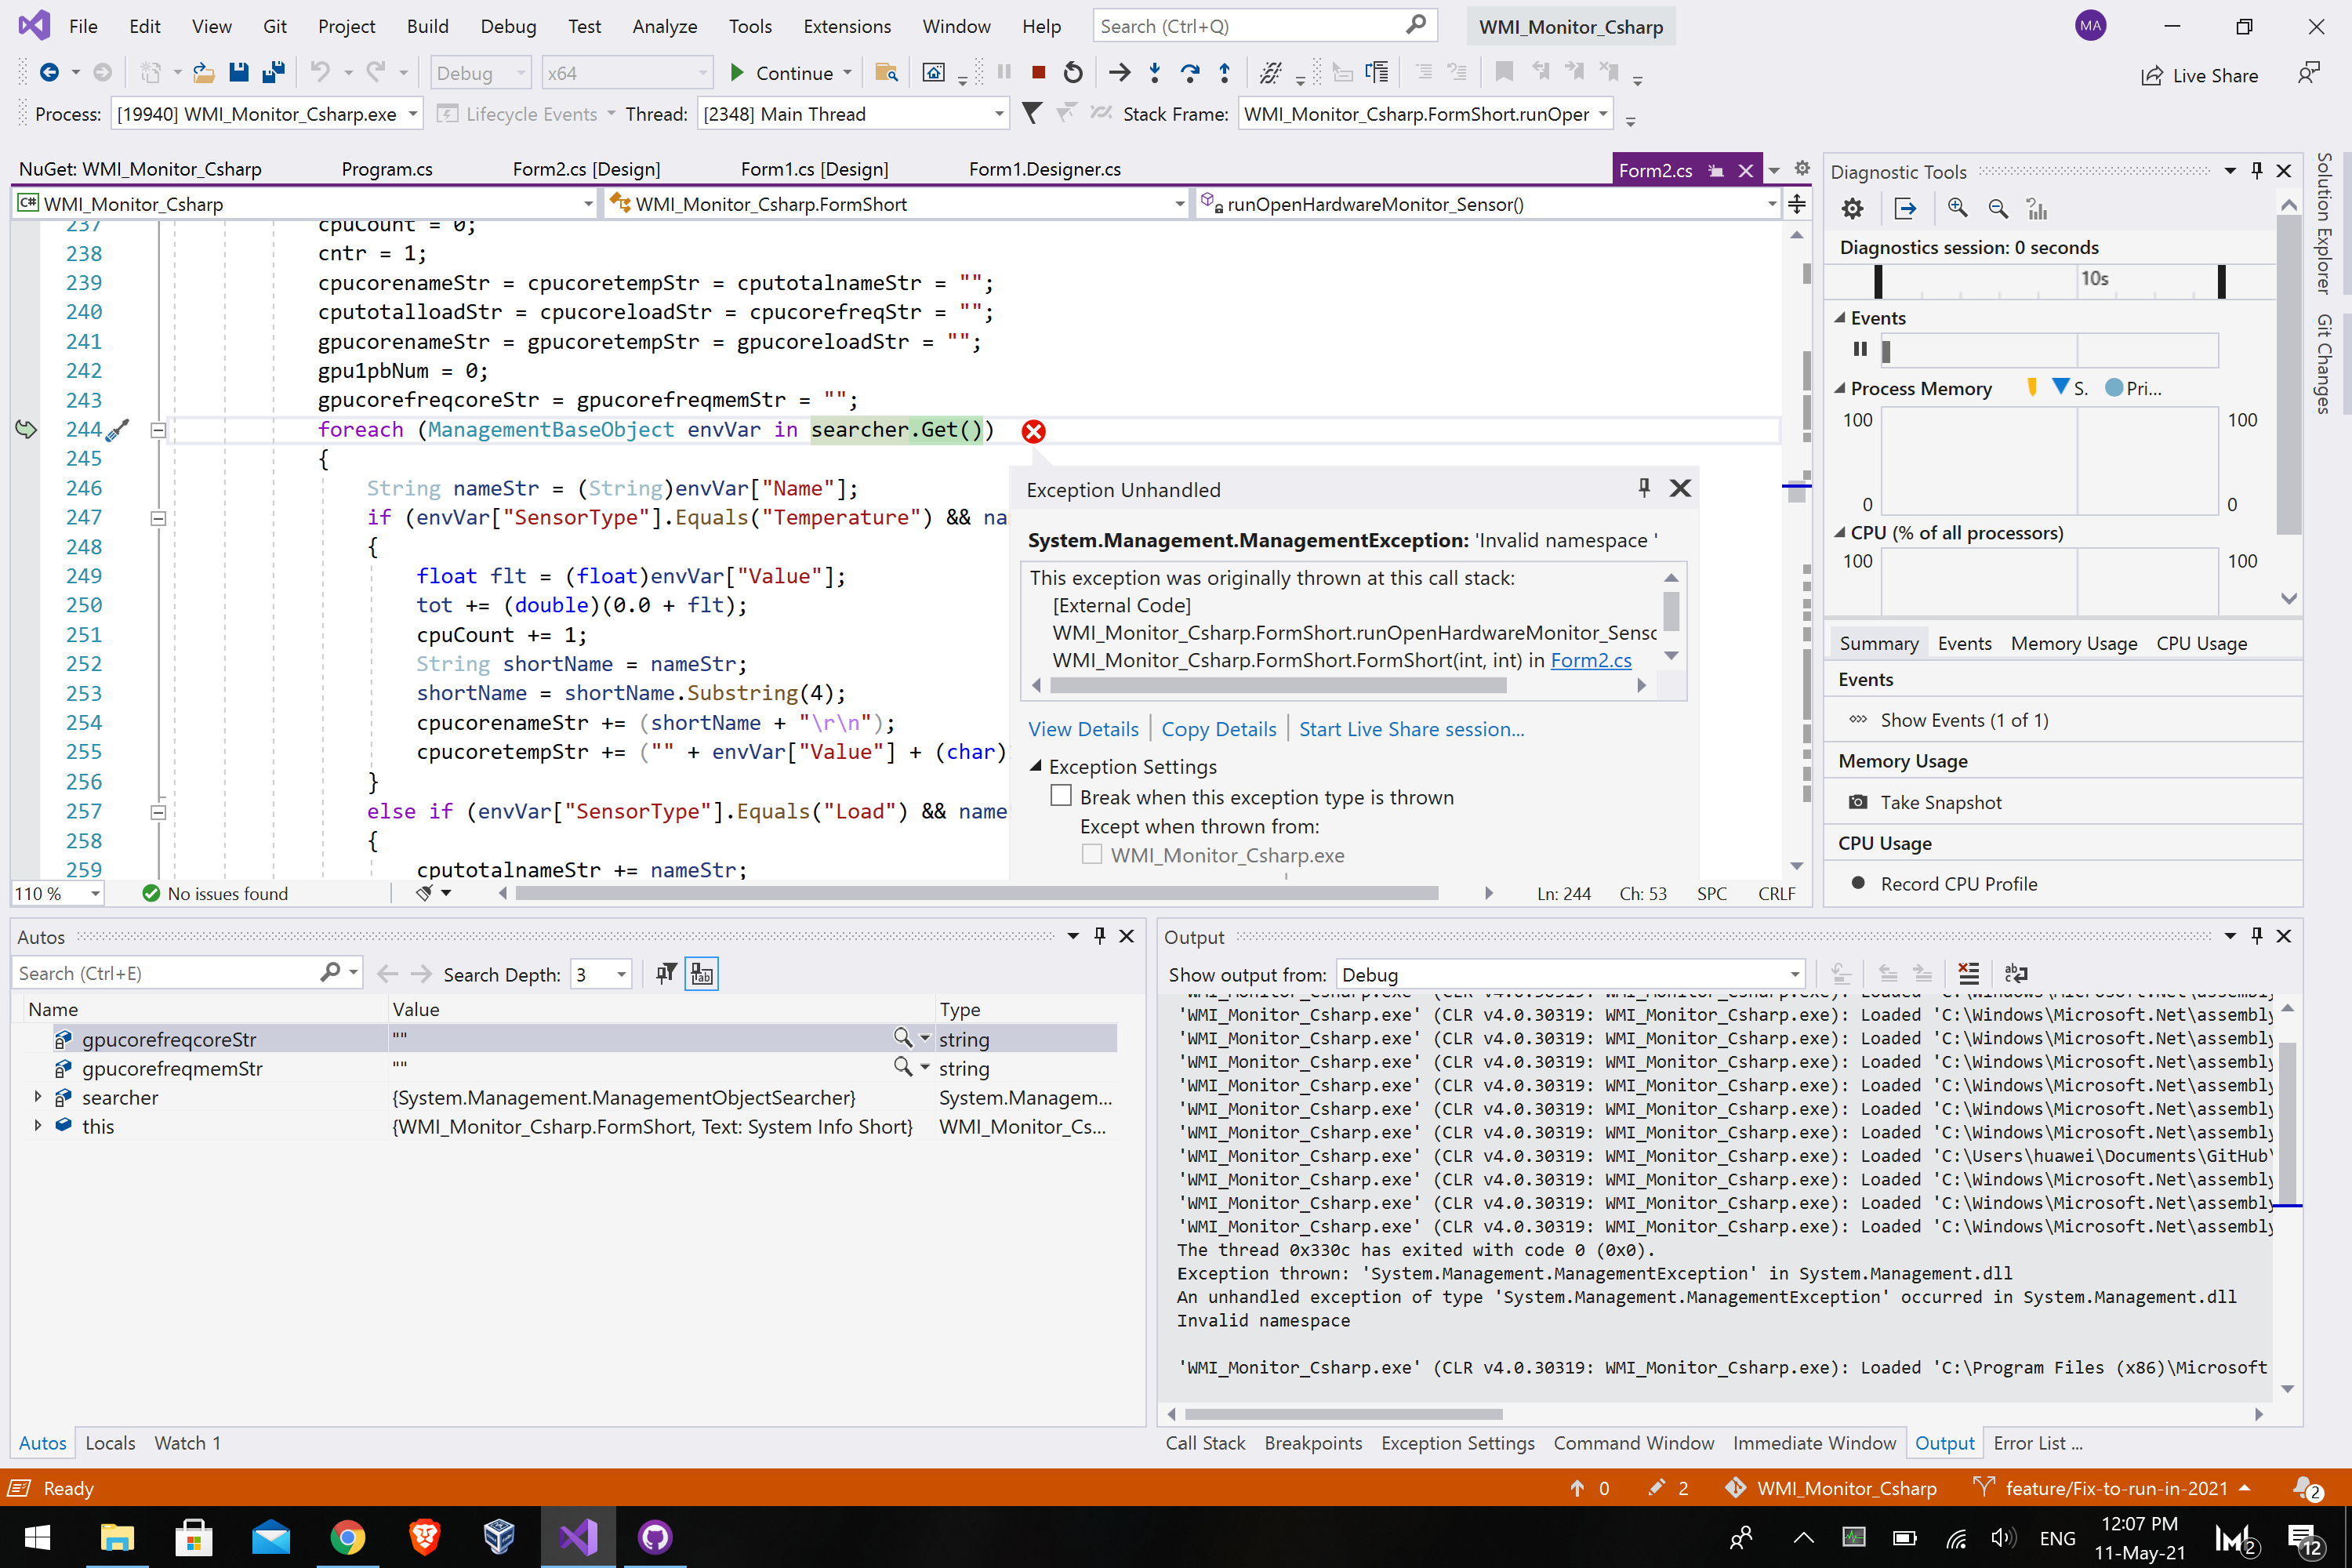 File Edit View Git Project Build Debug Test Analyze Tools Extensions Window Help Search (Ctrl+Q) WMI_Monitor_Csharp MA
Debug x64 Continue Live Share
Process: [19940] WMI_Monitor_Csharp.exe Lifecycle Events Thread: [2348] Main Thread Stack Frame: WMI_Monitor_Csharp.FormShort.runOper
NuGet: WMI_Monitor_Csharp Program.cs Form2.cs [Design] Form1.cs [Design] Form1.Designer.cs Form2.cs
C# WMI_Monitor_Csharp WMI_Monitor_Csharp.FormShort runOpenHardwareMonitor_Sensor()
237 cpuCount = 0;
238 cntr = 1;
239 cpucorenameStr = cpucoretempStr = cputotalnameStr = "";
240 cputotalloadStr = cpucoreloadStr = cpucorefreqStr = "";
241 gpucorenameStr = gpucoretempStr = gpucoreloadStr = "";
242 gpu1pbNum = 0;
243 gpucorefreqcoreStr = gpucorefreqmemStr = "";
244 foreach (ManagementBaseObject envVar in searcher.Get())
245 {
246 String nameStr = (String)envVar["Name"];
247 if (envVar["SensorType"].Equals("Temperature") && na
248 {
249 float flt = (float)envVar["Value"];
250 tot += (double)(0.0 + flt);
251 cpuCount += 1;
252 String shortName = nameStr;
253 shortName = shortName.Substring(4);
254 cpucorenameStr += (shortName + "\r\n");
255 cpucoretempStr += ("" + envVar["Value"] + (char)
256 }
257 else if (envVar["SensorType"].Equals("Load") && name
258 {
259 cputotalnameStr += nameStr;
Exception Unhandled
System.Management.ManagementException: 'Invalid namespace '
This exception was originally thrown at this call stack:
[External Code]
WMI_Monitor_Csharp.FormShort.runOpenHardwareMonitor_Senso
WMI_Monitor_Csharp.FormShort.FormShort(int, int) in Form2.cs
View Details Copy Details Start Live Share session...
Exception Settings
Break when this exception type is thrown
Except when thrown from:
WMI_Monitor_Csharp.exe
110 % No issues found Ln: 244 Ch: 53 SPC CRLF
Diagnostic Tools
Diagnostics session: 0 seconds
10s
Events
Process Memory S. Pri...
100 100
0 0
CPU (% of all processors)
100 100
Summary Events Memory Usage CPU Usage
Events
Show Events (1 of 1)
Memory Usage
Take Snapshot
CPU Usage
Record CPU Profile
Solution Explorer
Git Changes
Autos
Search (Ctrl+E) Search Depth: 3
Name Value Type
gpucorefreqcoreStr "" string
gpucorefreqmemStr "" string
searcher {System.Management.ManagementObjectSearcher} System.Managem...
this {WMI_Monitor_Csharp.FormShort, Text: System Info Short} WMI_Monitor_Cs...
Autos Locals Watch 1
Output
Show output from: Debug
'WMI_Monitor_Csharp.exe' (CLR v4.0.30319: WMI_Monitor_Csharp.exe): Loaded 'C:\Windows\Microsoft.Net\assembly
'WMI_Monitor_Csharp.exe' (CLR v4.0.30319: WMI_Monitor_Csharp.exe): Loaded 'C:\Windows\Microsoft.Net\assembly
'WMI_Monitor_Csharp.exe' (CLR v4.0.30319: WMI_Monitor_Csharp.exe): Loaded 'C:\Windows\Microsoft.Net\assembly
'WMI_Monitor_Csharp.exe' (CLR v4.0.30319: WMI_Monitor_Csharp.exe): Loaded 'C:\Windows\Microsoft.Net\assembly
'WMI_Monitor_Csharp.exe' (CLR v4.0.30319: WMI_Monitor_Csharp.exe): Loaded 'C:\Windows\Microsoft.Net\assembly
'WMI_Monitor_Csharp.exe' (CLR v4.0.30319: WMI_Monitor_Csharp.exe): Loaded 'C:\Windows\Microsoft.Net\assembly
'WMI_Monitor_Csharp.exe' (CLR v4.0.30319: WMI_Monitor_Csharp.exe): Loaded 'C:\Windows\Microsoft.Net\assembly
'WMI_Monitor_Csharp.exe' (CLR v4.0.30319: WMI_Monitor_Csharp.exe): Loaded 'C:\Users\huawei\Documents\GitHub\
'WMI_Monitor_Csharp.exe' (CLR v4.0.30319: WMI_Monitor_Csharp.exe): Loaded 'C:\Windows\Microsoft.Net\assembly
'WMI_Monitor_Csharp.exe' (CLR v4.0.30319: WMI_Monitor_Csharp.exe): Loaded 'C:\Windows\Microsoft.Net\assembly
'WMI_Monitor_Csharp.exe' (CLR v4.0.30319: WMI_Monitor_Csharp.exe): Loaded 'C:\Windows\Microsoft.Net\assembly
The thread 0x330c has exited with code 0 (0x0).
Exception thrown: 'System.Management.ManagementException' in System.Management.dll
An unhandled exception of type 'System.Management.ManagementException' occurred in System.Management.dll
Invalid namespace
'WMI_Monitor_Csharp.exe' (CLR v4.0.30319: WMI_Monitor_Csharp.exe): Loaded 'C:\Program Files (x86)\Microsoft
Call Stack Breakpoints Exception Settings Command Window Immediate Window Output Error List ...
Ready 0 2 WMI_Monitor_Csharp feature/Fix-to-run-in-2021 2
ENG 12:07 PM 2 12
11-May-21